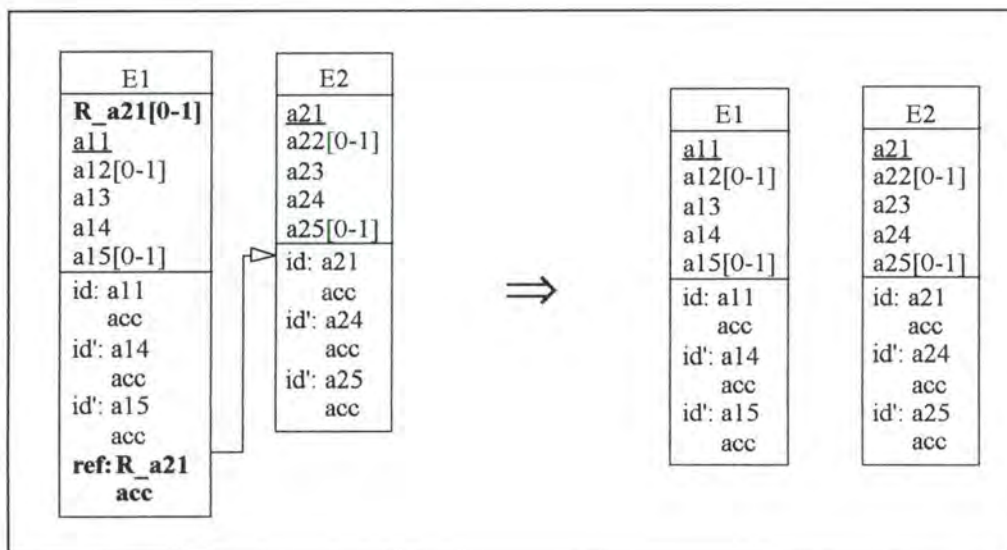 E1
R_a21[0-1]
a11
a12[0-1]
a13
a14
a15[0-1]
id: a11
acc
id': a14
acc
id': a15
acc
ref: R_a21
acc
E2
a21
a22[0-1]
a23
a24
a25[0-1]
id: a21
acc
id': a24
acc
id': a25
acc
⇒
E1
a11
a12[0-1]
a13
a14
a15[0-1]
id: a11
acc
id': a14
acc
id': a15
acc
E2
a21
a22[0-1]
a23
a24
a25[0-1]
id: a21
acc
id': a24
acc
id': a25
acc